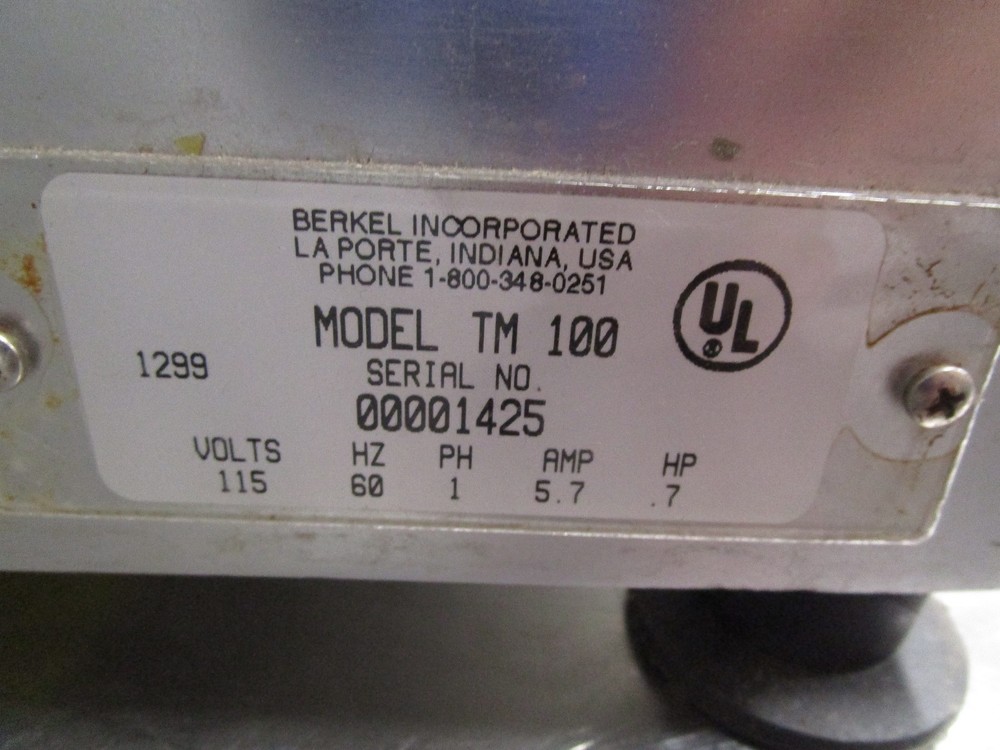 BERKEL INCORPORATED
LA PORTE, INDIANA, USA
PHONE 1-800-348-0251
MODEL TM 100
UL
®
1299
SERIAL NO.
00001425
VOLTS HZ PH AMP HP
115 60 1 5.7 .7